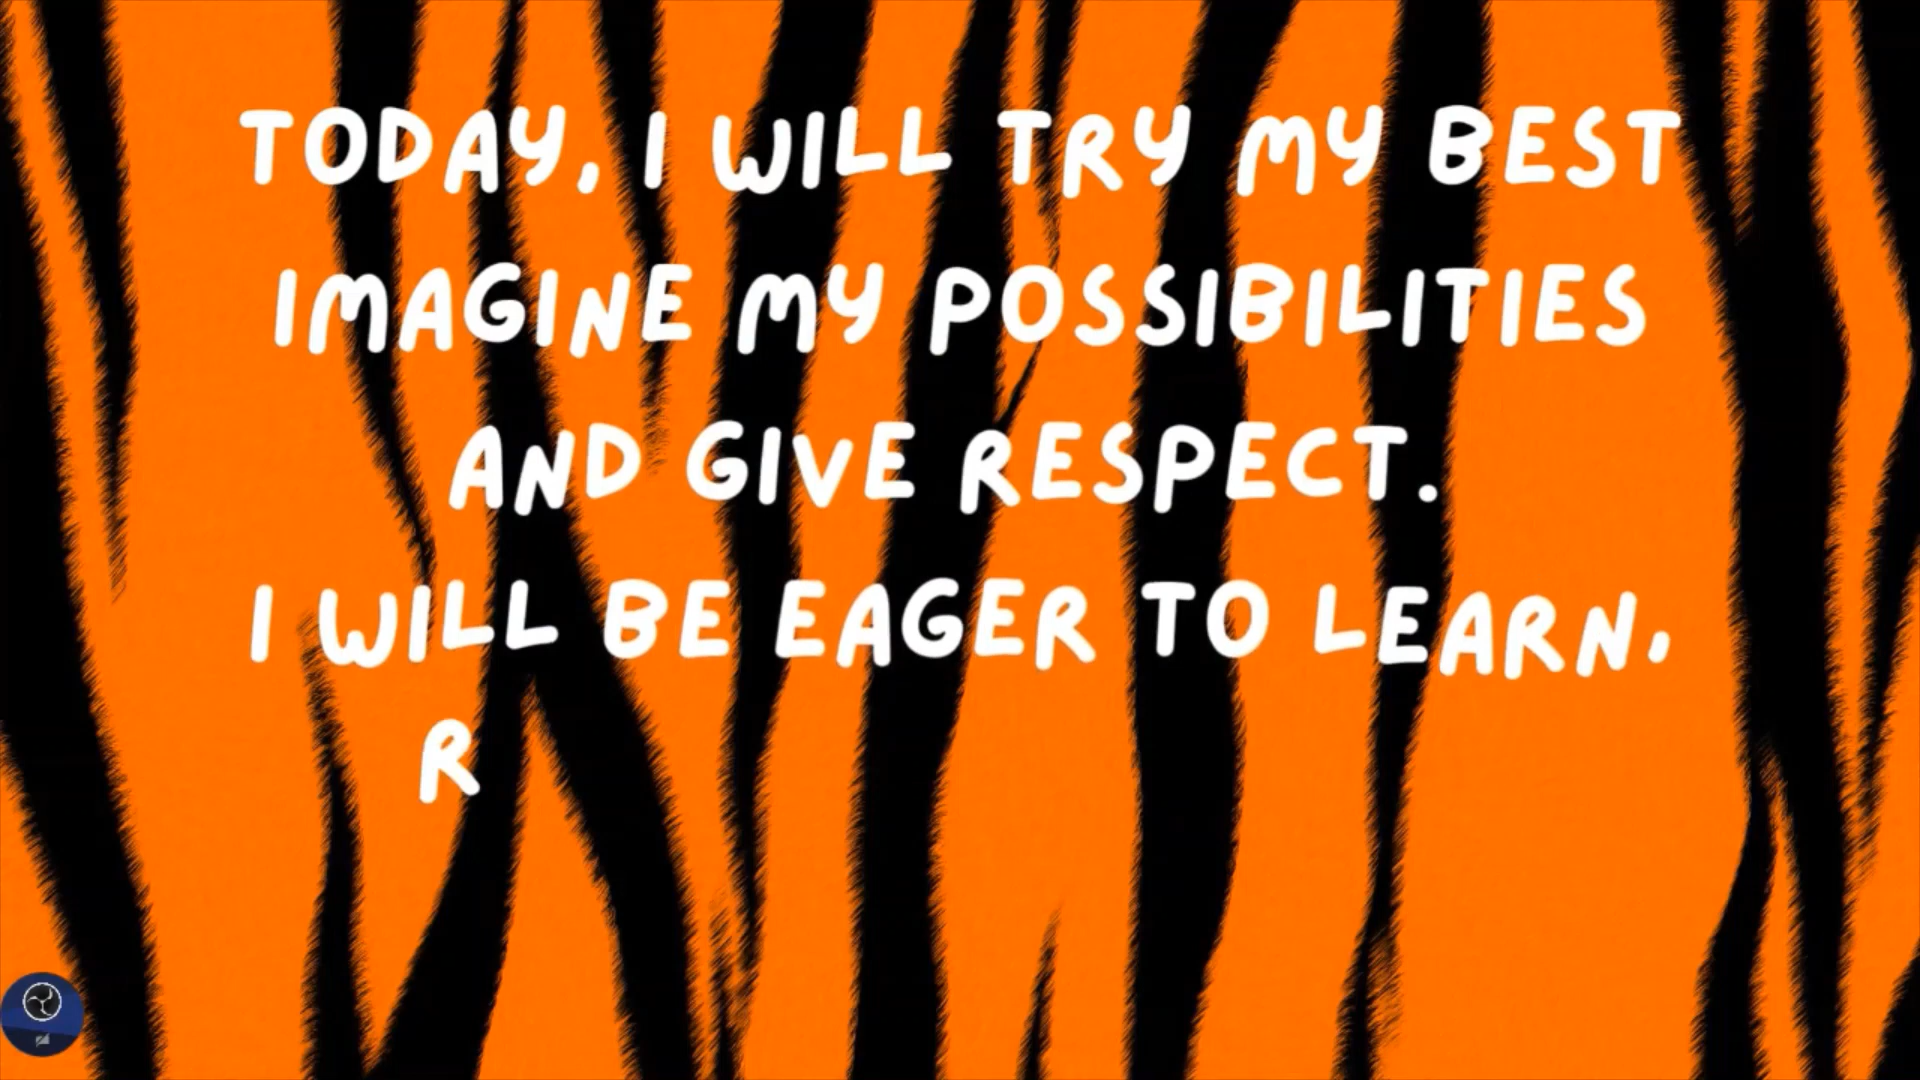 TODAY, I WILL TRY MY BEST
IMAGINE MY POSSIBILITIES
AND GIVE RESPECT.
I WILL BE EAGER TO LEARN,
R